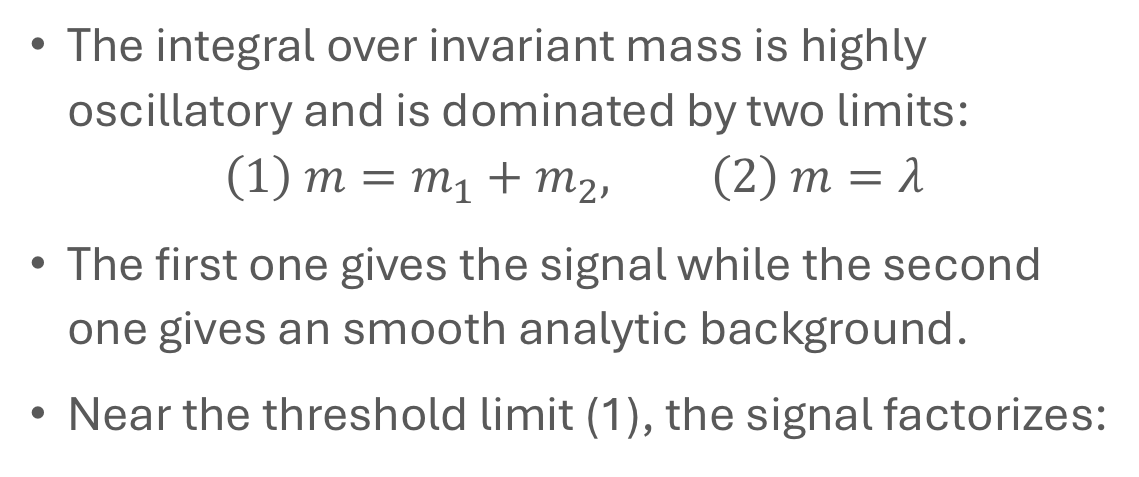 • The integral over invariant mass is highly
oscillatory and is dominated by two limits:
(1) m = m₁ + m₂, (2) m = λ
• The first one gives the signal while the second
one gives an smooth analytic background.
• Near the threshold limit (1), the signal factorizes: